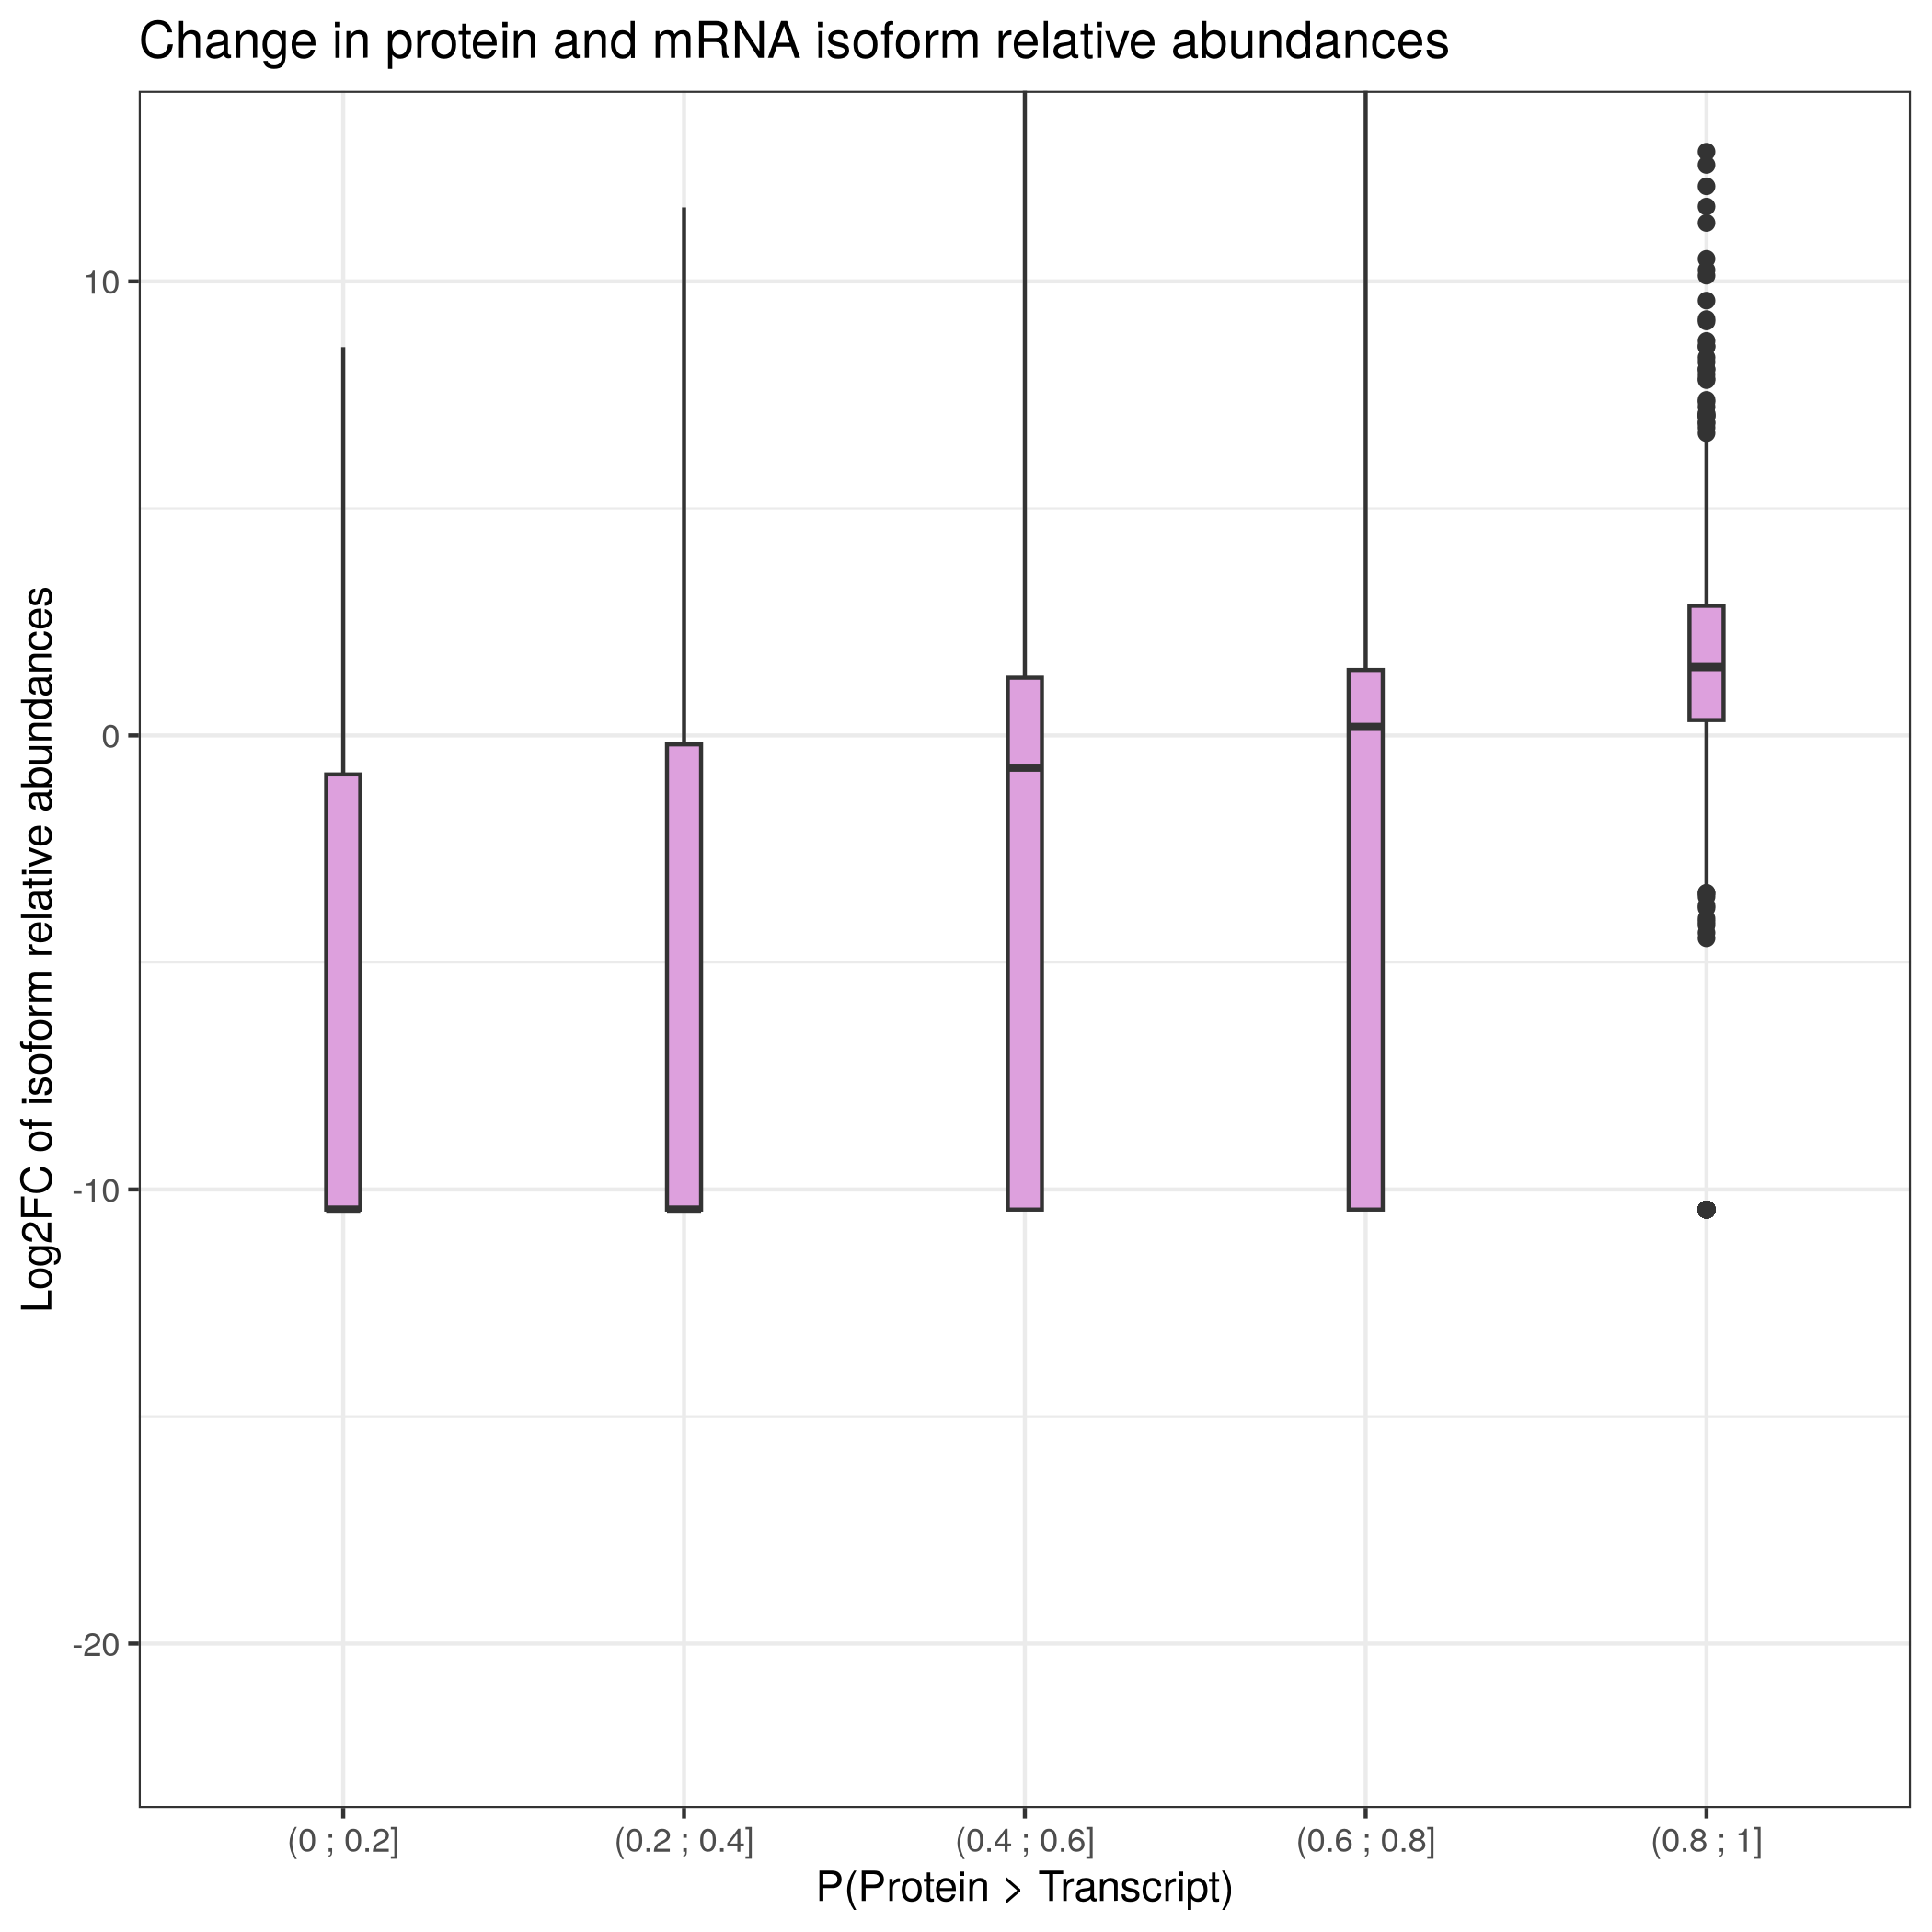 Change in protein and mRNA isoform relative abundances
Log2FC of isoform relative abundances
10
0
-10
-20
(0 ; 0.2]
(0.2 ; 0.4]
(0.4 ; 0.6]
(0.6 ; 0.8]
(0.8 ; 1]
P(Protein > Transcript)